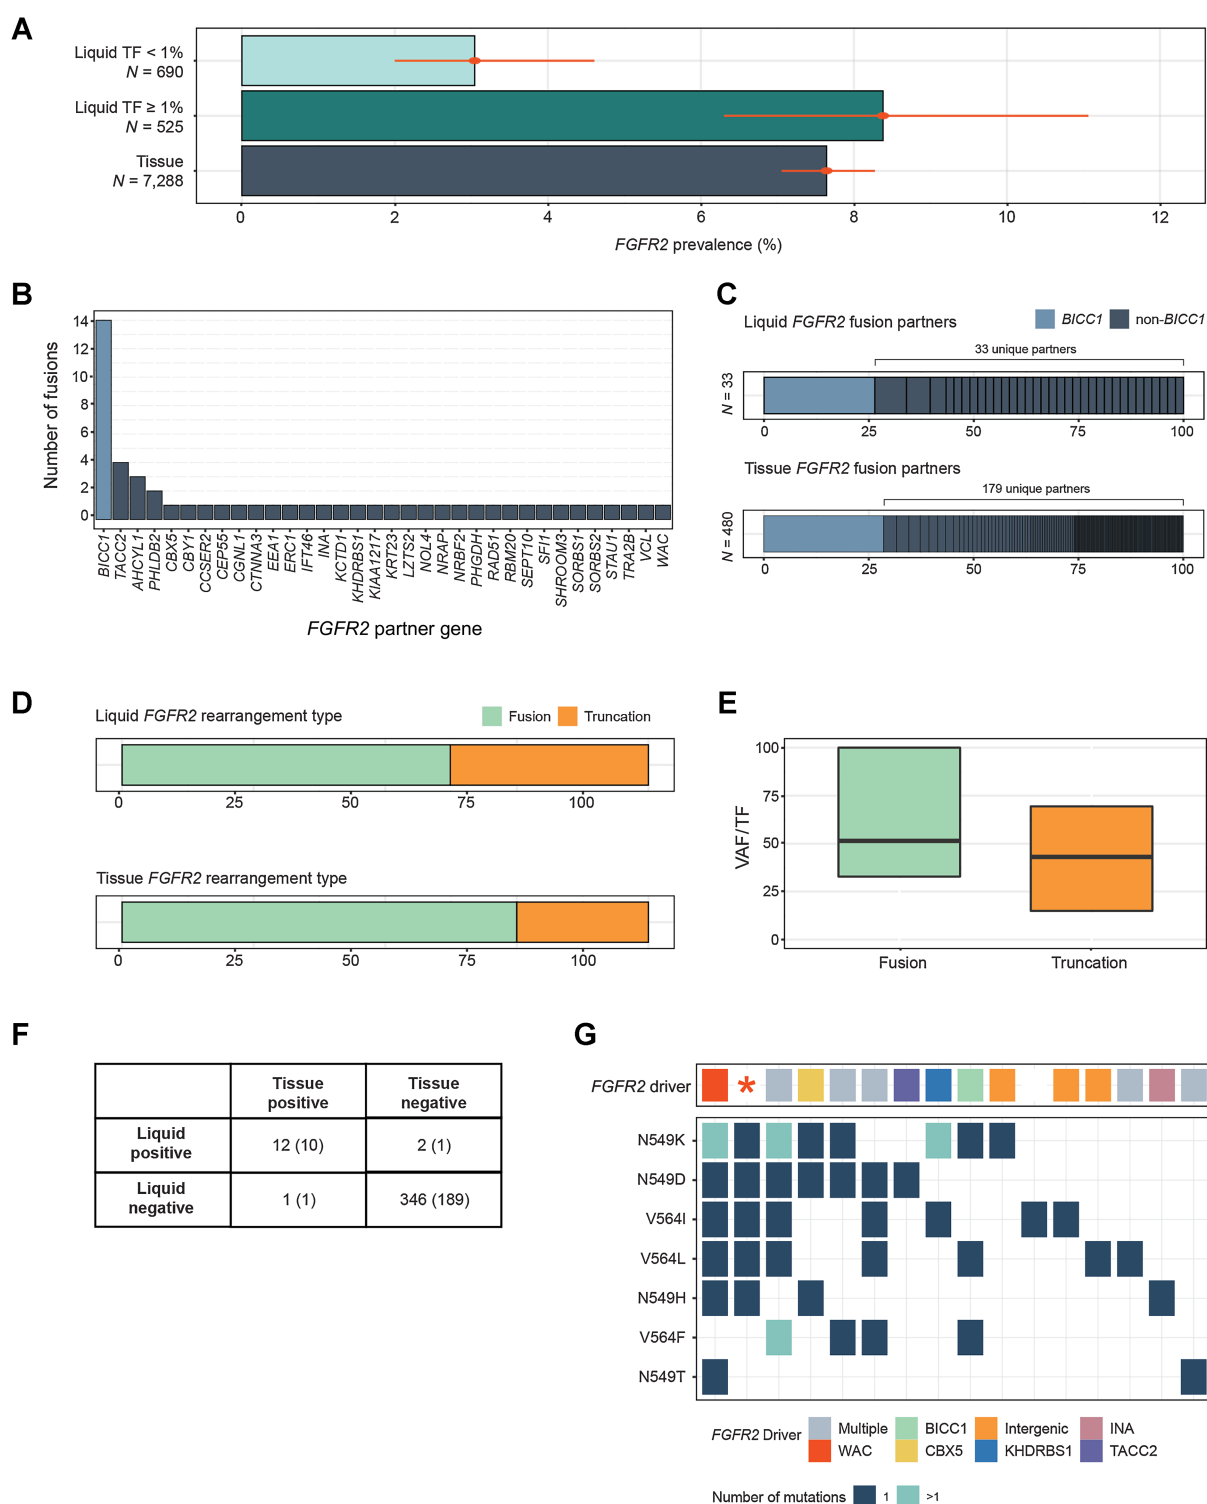 A
Liquid TF < 1%
N = 690
Liquid TF ≥ 1%
N = 525
Tissue
N = 7,288
0 2 4 6 8 10 12
FGFR2 prevalence (%)
B
Number of fusions
14
12
10
8
6
4
2
0
BICC1 TACC2 AHCYL1 PHLDB2 CBX5 CBY1 CCSER2 CEP55 CGNL1 CTNNA3 EEA1 ERC1 IFT46 INA1 KCTD1 KHDRBS1 KIAA1217 KRT23 LZTS2 NOL4 NRAP NRBF2 PHGDH RAD51 RBM20 SEPT10 SFI1 SHROOM3 SORBS1 SORBS2 STAU1 TRA2B VCL WAC
FGFR2 partner gene
C
Liquid FGFR2 fusion partners
BICC1 non-BICC1
33 unique partners
N = 33
0 25 50 75 100
Tissue FGFR2 fusion partners
179 unique partners
N = 480
0 25 50 75 100
D
Liquid FGFR2 rearrangement type
Fusion Truncation
0 25 50 75 100
Tissue FGFR2 rearrangement type
0 25 50 75 100
E
VAF/TF
100
75
50
25
0
Fusion Truncation
F
Tissue positive
Tissue negative
Liquid positive
12 (10)
2 (1)
Liquid negative
1 (1)
346 (189)
G
FGFR2 driver
*
N549K
N549D
V564I
V564L
N549H
V564F
N549T
FGFR2 Driver
Multiple BICC1 Intergenic INA
WAC CBX5 KHDRBS1 TACC2
Number of mutations 1 >1